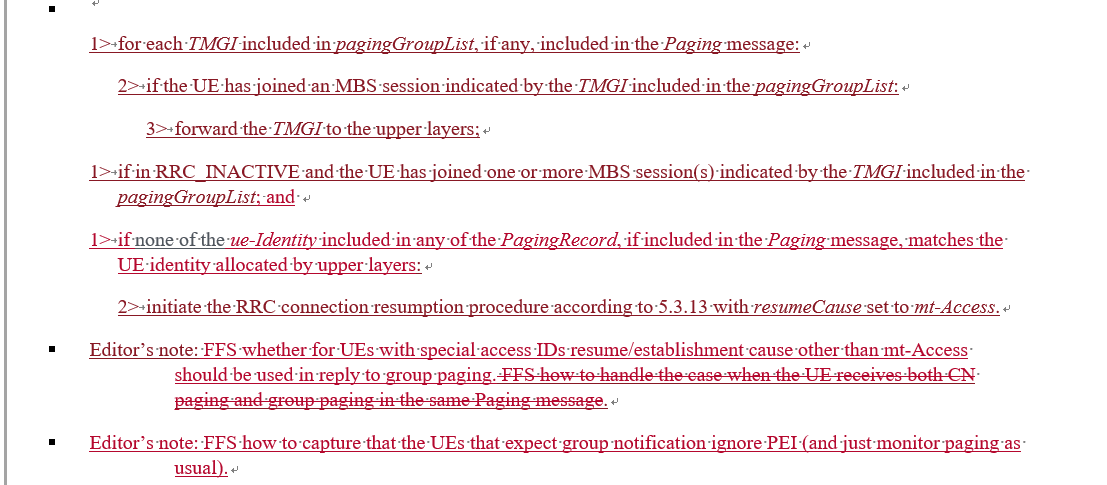 1> for each TMGI included in pagingGroupList, if any, included in the Paging message:
2> if the UE has joined an MBS session indicated by the TMGI included in the pagingGroupList:
3> forward the TMGI to the upper layers;
1> if in RRC_INACTIVE and the UE has joined one or more MBS session(s) indicated by the TMGI included in the
pagingGroupList; and
1> if none of the ue-Identity included in any of the PagingRecord, if included in the Paging message, matches the
UE identity allocated by upper layers:
2> initiate the RRC connection resumption procedure according to 5.3.13 with resumeCause set to mt-Access.
Editor's note: FFS whether for UEs with special access IDs resume/establishment cause other than mt-Access
should be used in reply to group paging. FFS how to handle the case when the UE receives both CN
paging and group paging in the same Paging message.
Editor's note: FFS how to capture that the UEs that expect group notification ignore PEI (and just monitor paging as
usual).